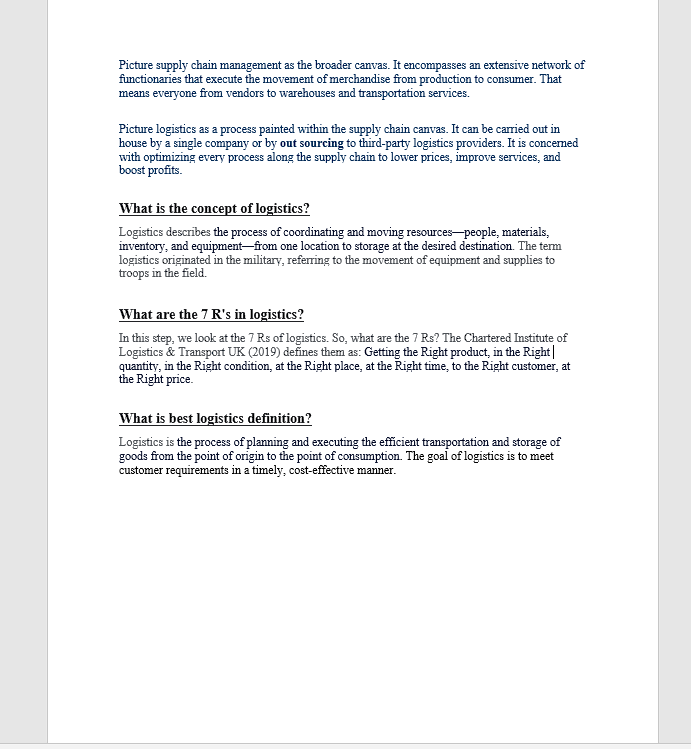 Picture supply chain management as the broader canvas. It encompasses an extensive network of
functionaries that execute the movement of merchandise from production to consumer. That
means everyone from vendors to warehouses and transportation services.
Picture logistics as a process painted within the supply chain canvas. It can be carried out in
house by a single company or by out sourcing to third-party logistics providers. It is concerned
with optimizing every process along the supply chain to lower prices, improve services, and
boost profits.
What is the concept of logistics?
Logistics describes the process of coordinating and moving resources—people, materials,
inventory, and equipment—from one location to storage at the desired destination. The term
logistics originated in the military, referring to the movement of equipment and supplies to
troops in the field.
What are the 7 R's in logistics?
In this step, we look at the 7 Rs of logistics. So, what are the 7 Rs? The Chartered Institute of
Logistics & Transport UK (2019) defines them as: Getting the Right product, in the Right
quantity, in the Right condition, at the Right place, at the Right time, to the Right customer, at
the Right price.
What is best logistics definition?
Logistics is the process of planning and executing the efficient transportation and storage of
goods from the point of origin to the point of consumption. The goal of logistics is to meet
customer requirements in a timely, cost-effective manner.